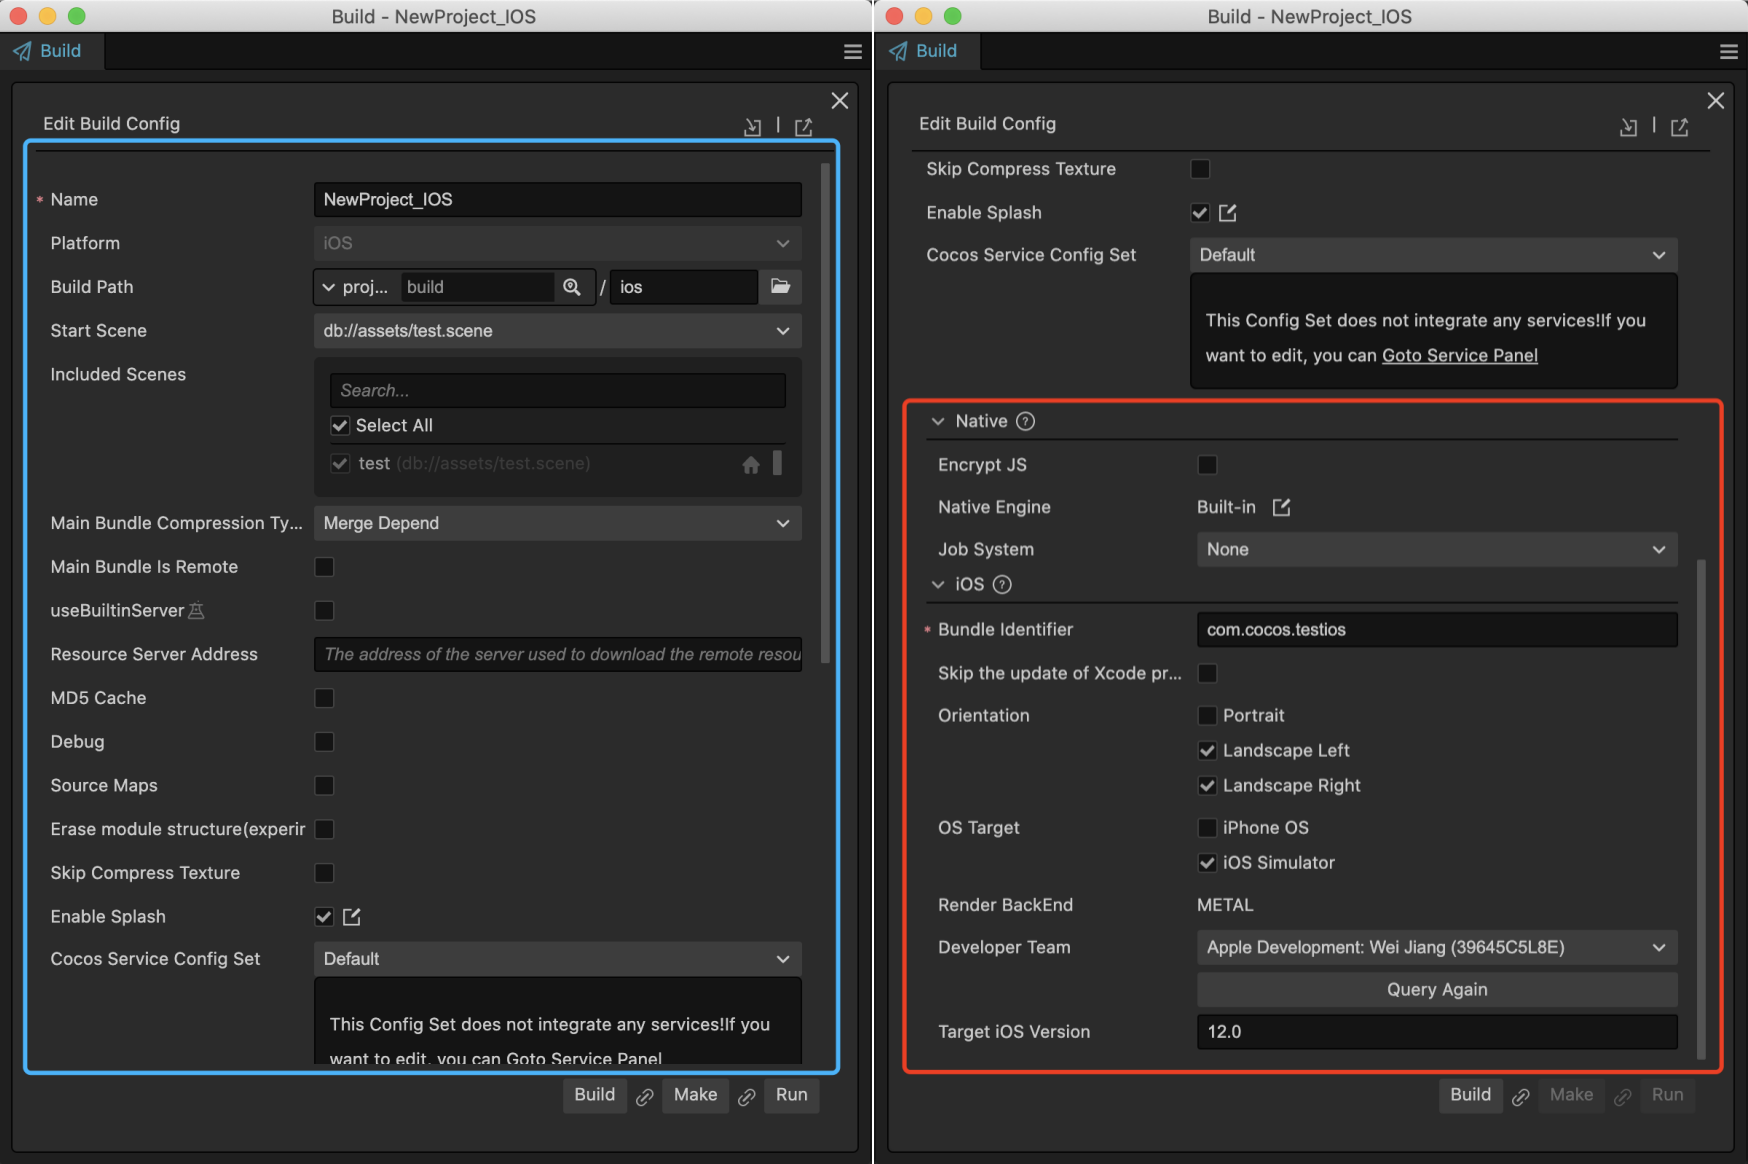 Build - NewProject_IOS
Build
Edit Build Config
* Name NewProject_IOS
Platform iOS
Build Path proj... build / ios
Start Scene db://assets/test.scene
Included Scenes
Search...
Select All
test (db://assets/test.scene)
Main Bundle Compression Ty... Merge Depend
Main Bundle Is Remote
useBuiltinServer
Resource Server Address The address of the server used to download the remote resou
MD5 Cache
Debug
Source Maps
Erase module structure(experir
Skip Compress Texture
Enable Splash
Cocos Service Config Set Default
This Config Set does not integrate any services!If you
want to edit, you can Goto Service Panel
Build Make Run
Build - NewProject_IOS
Build
Edit Build Config
Skip Compress Texture
Enable Splash
Cocos Service Config Set Default
This Config Set does not integrate any services!If you
want to edit, you can Goto Service Panel
Native ?
Encrypt JS
Native Engine Built-in
Job System None
iOS ?
* Bundle Identifier com.cocos.testios
Skip the update of Xcode pr...
Orientation Portrait
Landscape Left
Landscape Right
OS Target iPhone OS
iOS Simulator
Render BackEnd METAL
Developer Team Apple Development: Wei Jiang (39645C5L8E)
Query Again
Target iOS Version 12.0
Build Make Run